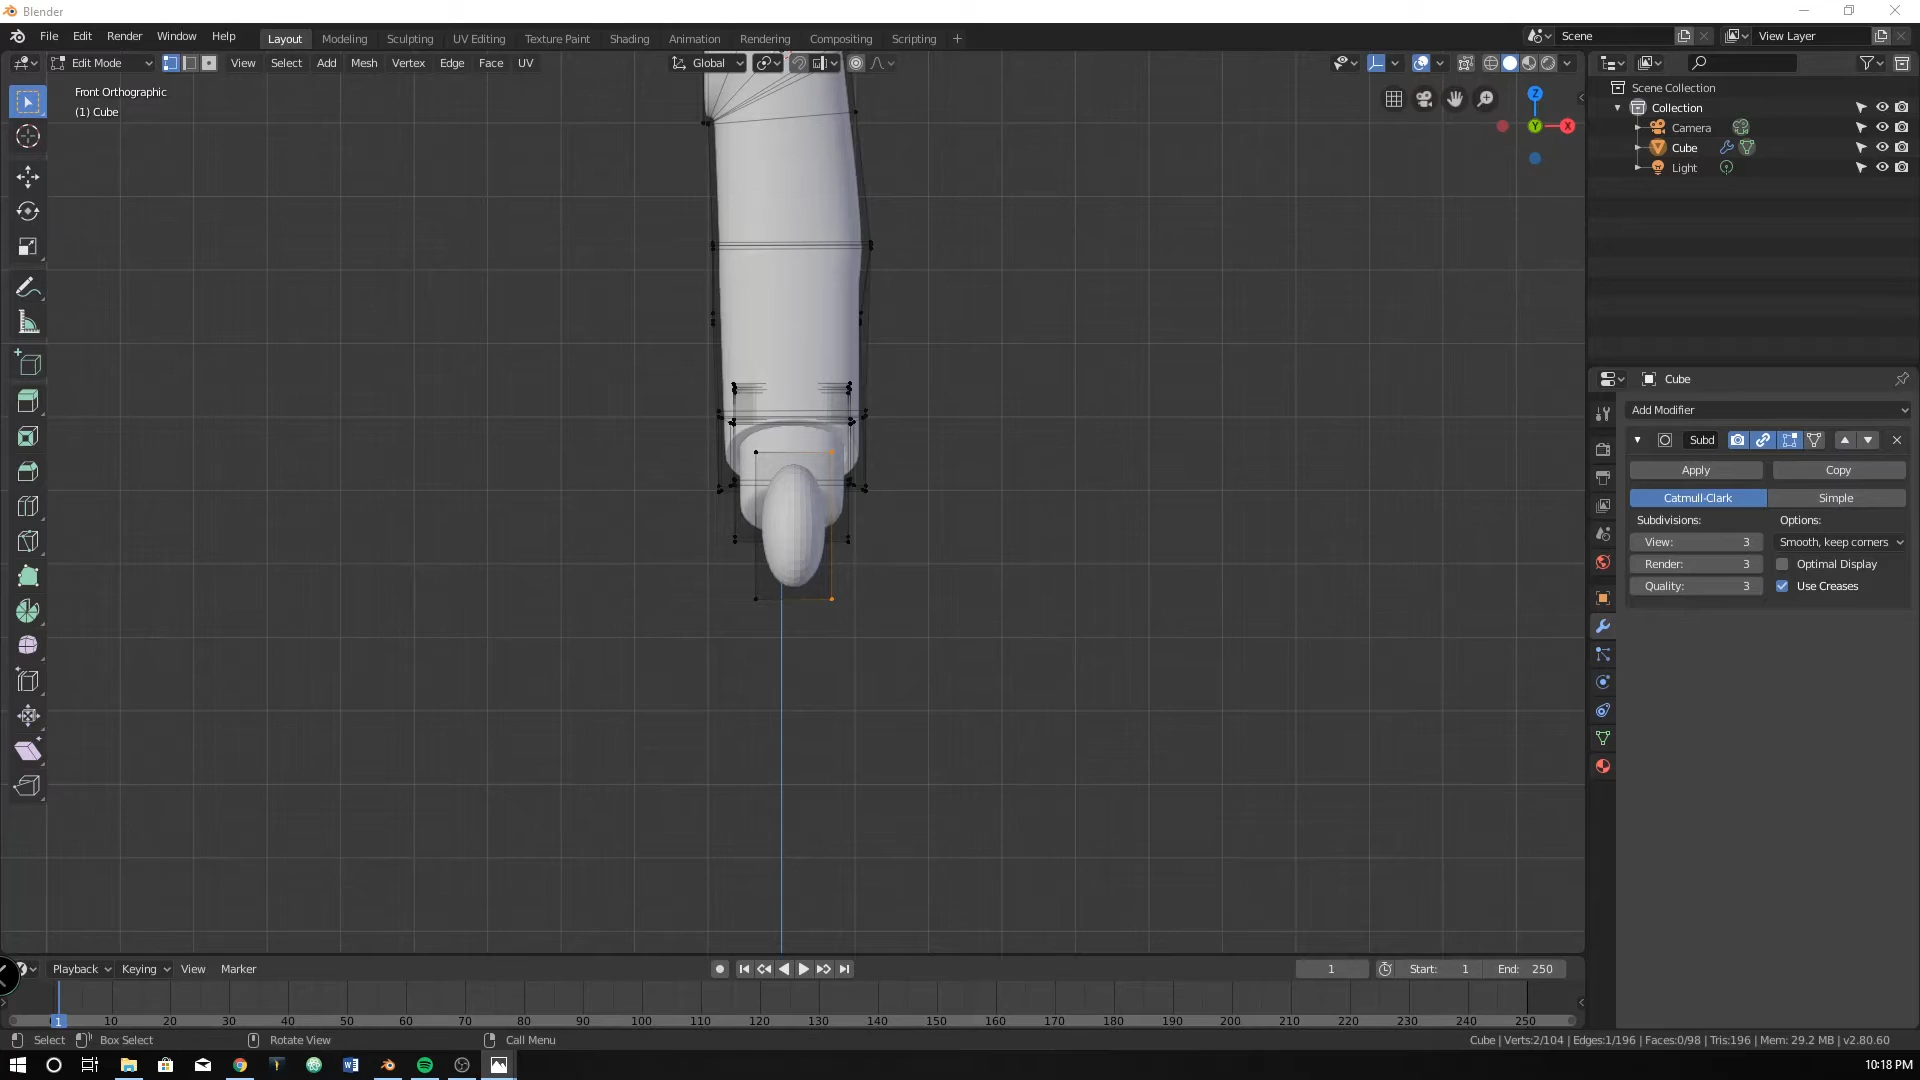 Blender
File Edit Render Window Help Layout Modeling Sculpting UV Editing Texture Paint Shading Animation Rendering Compositing Scripting + Scene View Layer
Edit Mode View Select Add Mesh Vertex Edge Face UV Global
Front Orthographic
(1) Cube
Z
Y
X
Scene Collection
Collection
Camera
Cube
Light
Cube
Add Modifier
Subd
Apply Copy
Catmull-Clark Simple
Subdivisions: Options:
View: 3 Smooth, keep corners
Render: 3 Optimal Display
Quality: 3 Use Creases
Playback Keying View Marker 1 Start: 1 End: 250
1 10 20 30 40 50 60 70 80 90 100 110 120 130 140 150 160 170 180 190 200 210 220 230 240 250
Select Box Select Rotate View Call Menu Cube | Verts:2/104 | Edges:1/196 | Faces:0/98 | Tris:196 | Mem: 29.2 MB | v2.80.60
10:18 PM